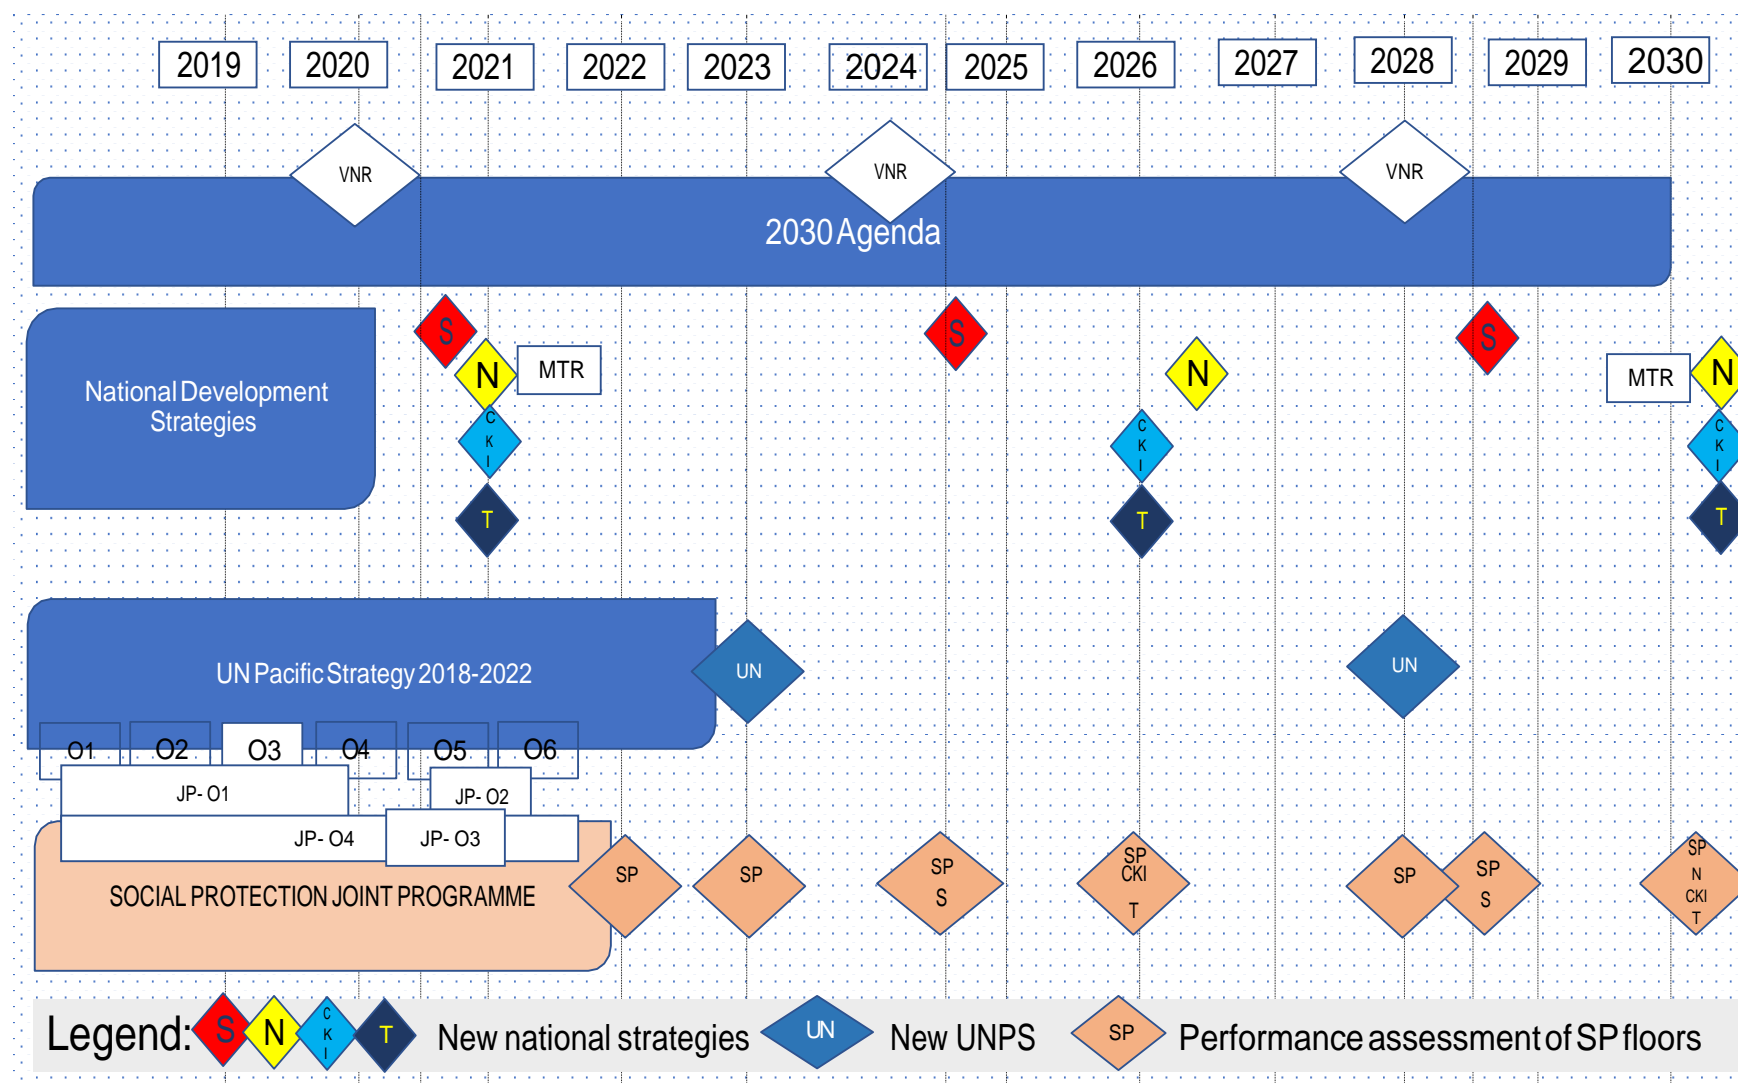 2019 2020 2021 2022 2023 2024 2025 2026 2027 2028 2029 2030
VNR VNR VNR
2030 Agenda
S S S
N MTR N MTR N
National Development
Strategies
C
K
I
C
K
I
C
K
I
T T T
UN Pacific Strategy 2018-2022
UN UN
O1 O2 O3 O4 O5 O6
JP- O1 JP- O2
JP- O4 JP- O3
SOCIAL PROTECTION JOINT PROGRAMME
SP
SP
SP
S
SP
CKI
T
SP
SP
S
SP
N
CKI
T
Legend: S N
C
K
I
T New national strategies UN New UNPS SP Performance assessment of SP floors